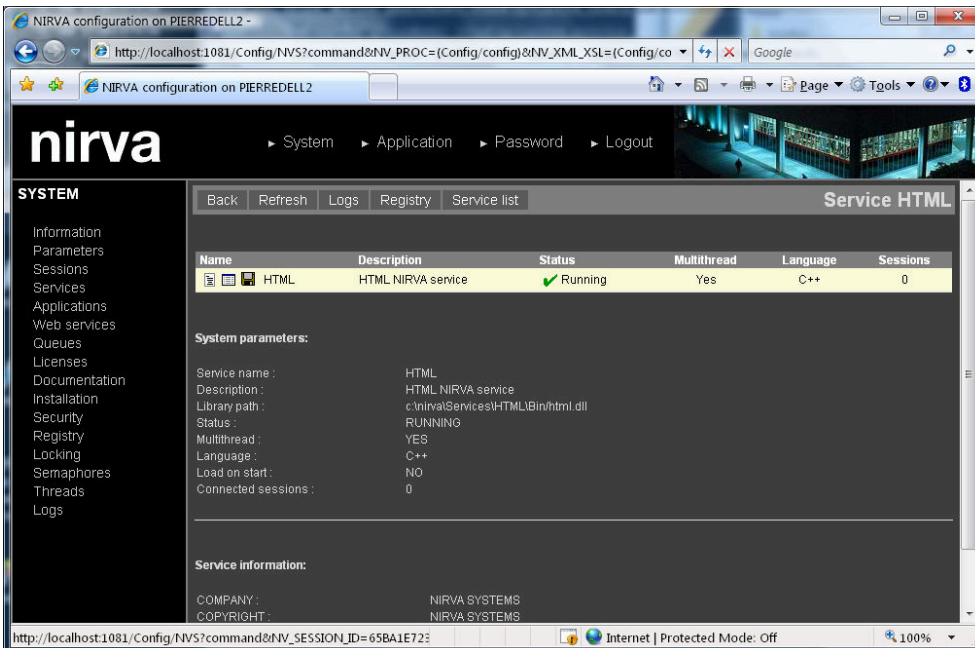 NIRVA configuration on PIERREDELL2 -
http://localhost:1081/Config/NVS?command&NV_PROC=(Config/config)&NV_XML_XSL=(Config/co
Google
NIRVA configuration on PIERREDELL2
Page
Tools
nirva
System Application Password Logout
SYSTEM
Information
Parameters
Sessions
Services
Applications
Web services
Queues
Licenses
Documentation
Installation
Security
Registry
Locking
Semaphores
Threads
Logs
Back Refresh Logs Registry Service list Service HTML
Name Description Status Multithread Language Sessions
HTML HTML NIRVA service Running Yes C++ 0
System parameters:
Service name : HTML
Description : HTML NIRVA service
Library path : c:\nirva\Services\HTML\Bin/html.dll
Status : RUNNING
Multithread : YES
Language : C++
Load on start : NO
Connected sessions : 0
Service information:
COMPANY : NIRVA SYSTEMS
COPYRIGHT : NIRVA SYSTEMS
http://localhost:1081/Config/NVS?command&NV_SESSION_ID=65BA1E723
Internet | Protected Mode: Off
100%